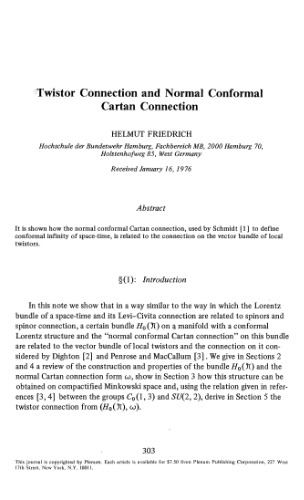 Twistor Connection and Normal Conformal
Cartan Connection
HELMUT FRIEDRICH
Hochschule der Bundeswehr Hamburg, Fachbereich MB, 2000 Hamburg 70,
Holstenhofweg 85, West Germany
Received January 16, 1976
Abstract
It is shown how the normal conformal Cartan connection, used by Schmidt [1] to define
conformal infinity of space-time, is related to the connection on the vector bundle of local
twistors.
§(1): Introduction
In this note we show that in a way similar to the way in which the Lorentz
bundle of a space-time and its Levi-Civita connection are related to spinors and
spinor connection, a certain bundle H₀(𝔐) on a manifold with a conformal
Lorentz structure and the "normal conformal Cartan connection" on this bundle
are related to the vector bundle of local twistors and the connection on it con-
sidered by Dighton [2] and Penrose and MacCallum [3]. We give in Sections 2
and 4 a review of the construction and properties of the bundle H₀(𝔐) and the
normal Cartan connection form ω, show in Section 3 how this structure can be
obtained on compactified Minkowski space and, using the relation given in refer-
ences [3, 4] between the groups C₀(1, 3) and SU(2, 2), derive in Section 5 the
twistor connection from (H₀(𝔐), ω).
303
This journal is copyrighted by Plenum. Each article is available for $7.50 from Plenum Publishing Corporation, 227 West
17th Street, New York, N.Y. 10011.